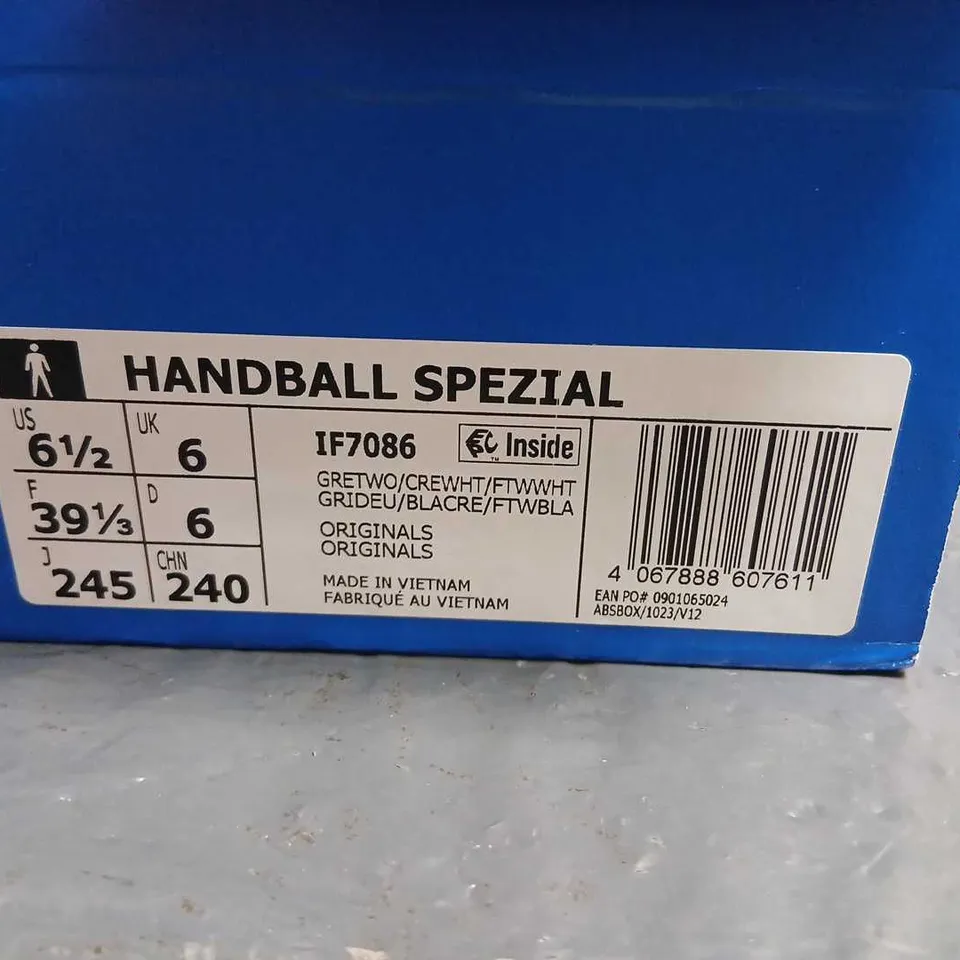 HANDBALL SPEZIAL
US 6½
UK 6
F 39⅓
D 6
J 245
CHN 240
IF7086
Inside
™
GRETWO/CREWHT/FTWWHT
GRIDEU/BLACRE/FTWBLA
ORIGINALS
ORIGINALS
MADE IN VIETNAM
FABRIQUÉ AU VIETNAM
4 067888 607611
EAN PO# 0901065024
ABSBOX/1023/V12